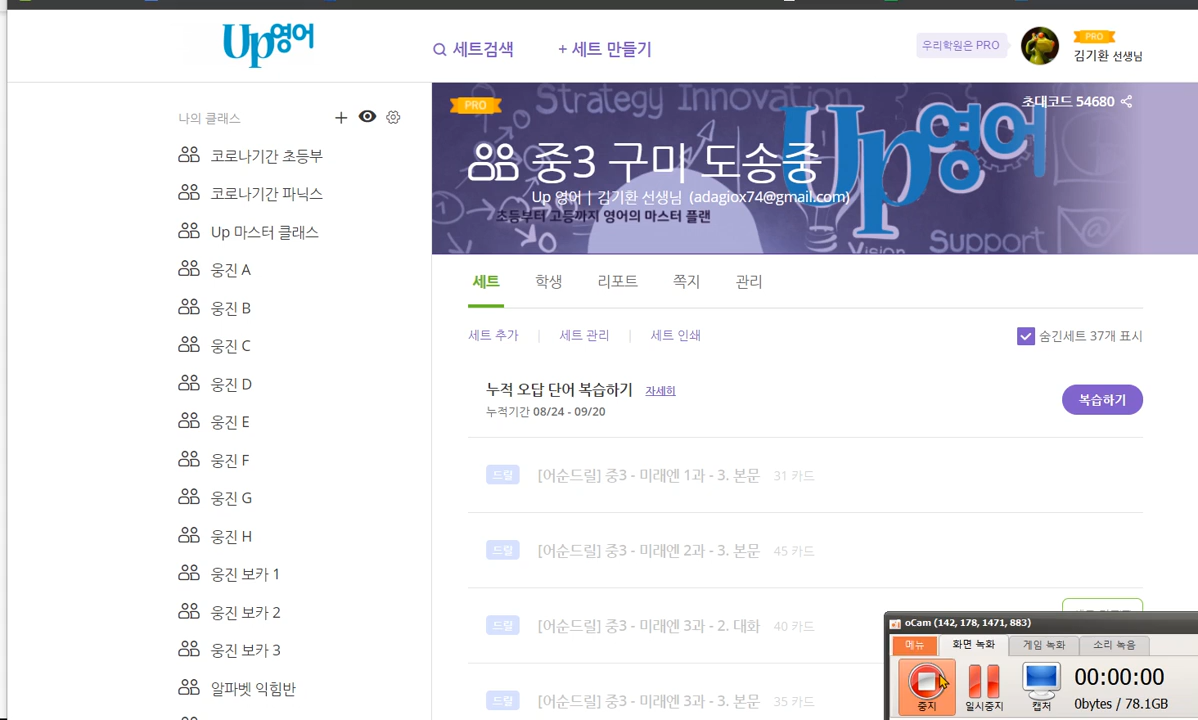 Up영어
세트검색
+ 세트 만들기
우리학원은 PRO
PRO
김기환 선생님
나의 클래스
코로나기간 초등부
코로나기간 파닉스
Up 마스터 클래스
웅진 A
웅진 B
웅진 C
웅진 D
웅진 E
웅진 F
웅진 G
웅진 H
웅진 보카 1
웅진 보카 2
웅진 보카 3
알파벳 익힘반
PRO
Strategy Innovation
초대코드 54680
Up영어
중3 구미 도송중
Up 영어 | 김기환 선생님 (adagiox74@gmail.com)
초등부터 고등까지 영어의 마스터 플랜
Vision
Support
세트
학생
리포트
쪽지
관리
세트 추가
세트 관리
세트 인쇄
숨긴세트 37개 표시
누적 오답 단어 복습하기 자세히
누적기간 08/24 - 09/20
복습하기
드릴 [어순드릴] 중3 - 미래엔 1과 - 3. 본문 31 카드
드릴 [어순드릴] 중3 - 미래엔 2과 - 3. 본문 45 카드
드릴 [어순드릴] 중3 - 미래엔 3과 - 2. 대화 40 카드
드릴 [어순드릴] 중3 - 미래엔 3과 - 3. 본문 35 카드
oCam (142, 178, 1471, 883)
메뉴
화면 녹화
게임 녹화
소리 녹음
중지
일시중지
캡처
00:00:00
0bytes / 78.1GB